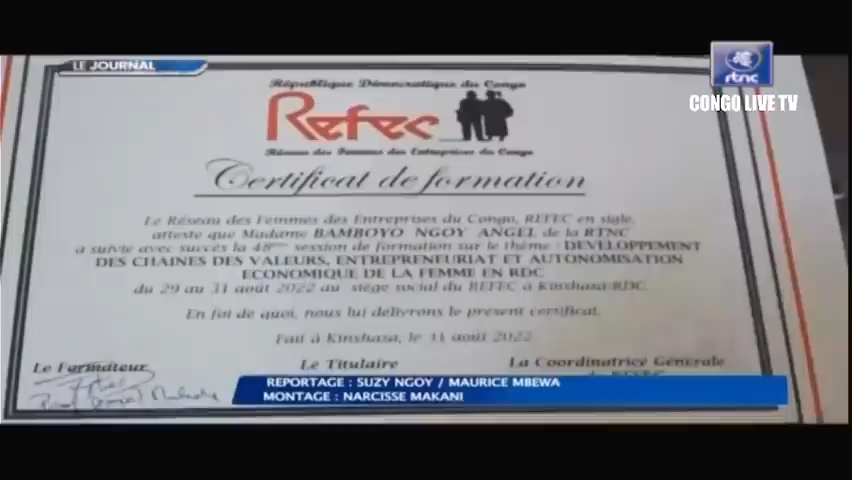 LE JOURNAL
rtnc
CONGO LIVE TV
République Démocratique du Congo
Refec
Réseau des Femmes des Entreprises du Congo
Certificat de formation
Le Réseau des Femmes des Entreprises du Congo, REFEC en sigle,
atteste que Madame BAMBOYO NGOY ANGEL de la RTNC
a suivie avec succès la 48ème session de formation sur le thème : DEVELOPPEMENT
DES CHAINES DES VALEURS, ENTREPRENEURIAT ET AUTONOMISATION
ECONOMIQUE DE LA FEMME EN RDC
du 29 au 31 août 2022 au siège social du REFEC à Kinshasa/RDC.
En foi de quoi, nous lui délivrons le présent certificat.
Fait à Kinshasa, le 31 août 2022
Le Formateur
Le Titulaire
La Coordinatrice Générale
REPORTAGE : SUZY NGOY / MAURICE MBEWA
MONTAGE : NARCISSE MAKANI